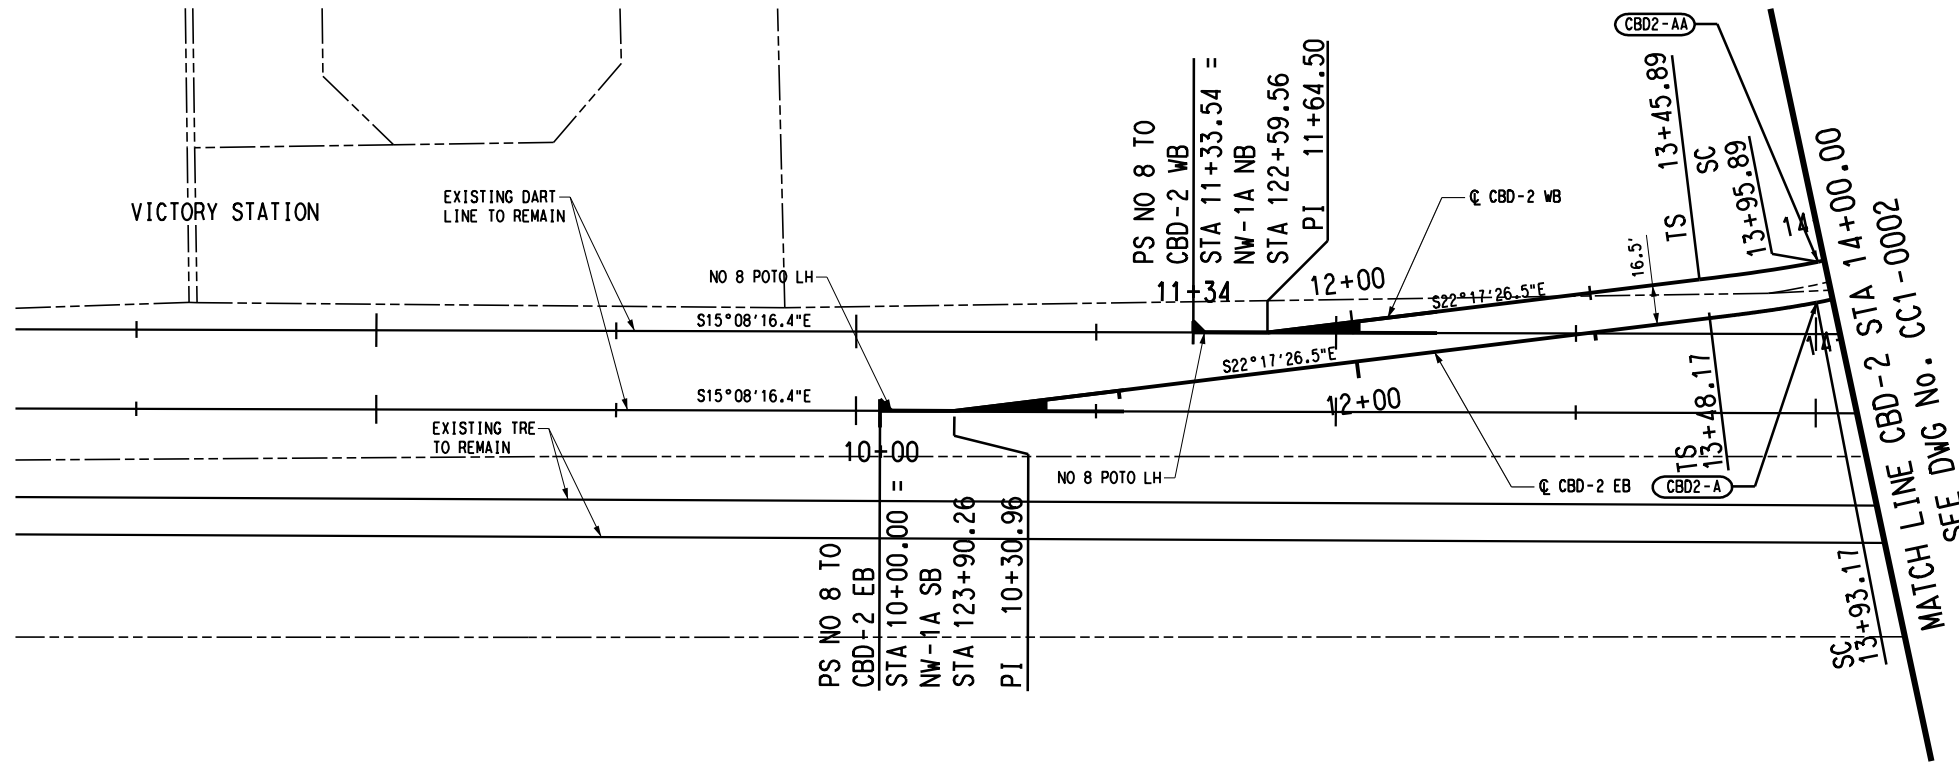 CBD2-AA
VICTORY STATION
EXISTING DART
LINE TO REMAIN
NO 8 POTO LH
PS NO 8 TO
CBD-2 WB
STA 11+33.54 =
NW-1A NB
STA 122+59.56
PI 11+64.50
11+34
12+00
℄ CBD-2 WB
TS 13+45.89
SC
13+95.89
16.5'
14
S15°08'16.4"E
S22°17'26.5"E
S15°08'16.4"E
S22°17'26.5"E
12+00
14
EXISTING TRE
TO REMAIN
10+00
NO 8 POTO LH
℄ CBD-2 EB
TS
13+48.17
CBD2-A
PS NO 8 TO
CBD-2 EB
STA 10+00.00 =
NW-1A SB
STA 123+90.26
PI 10+30.96
SC
13+93.17
MATCH LINE CBD-2 STA 14+00.00
SEE DWG No. CC1-0002